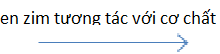 en zim tương tác với cơ chất